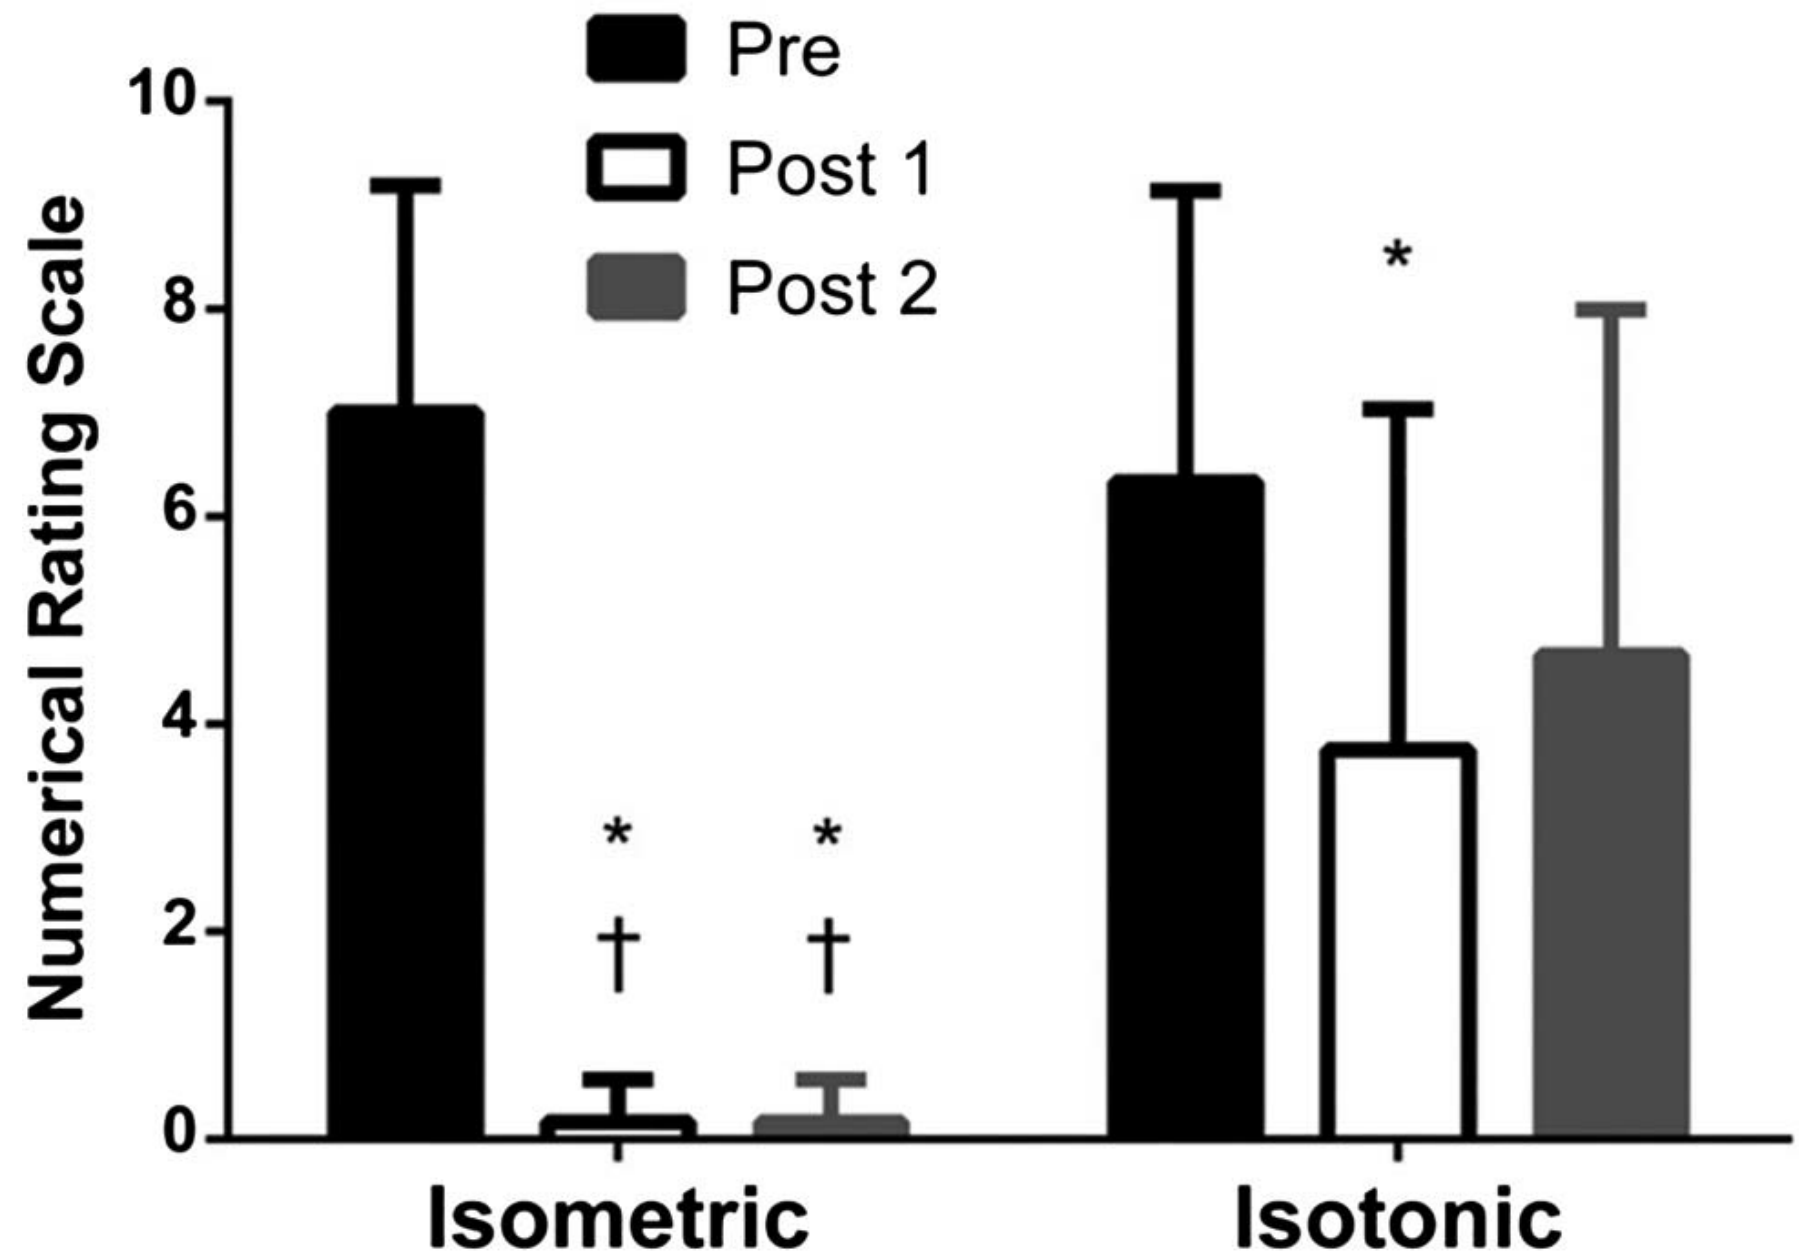 Pre
Post 1
Post 2
Numerical Rating Scale
10
8
6
4
2
0
*
* *
† †
Isometric Isotonic